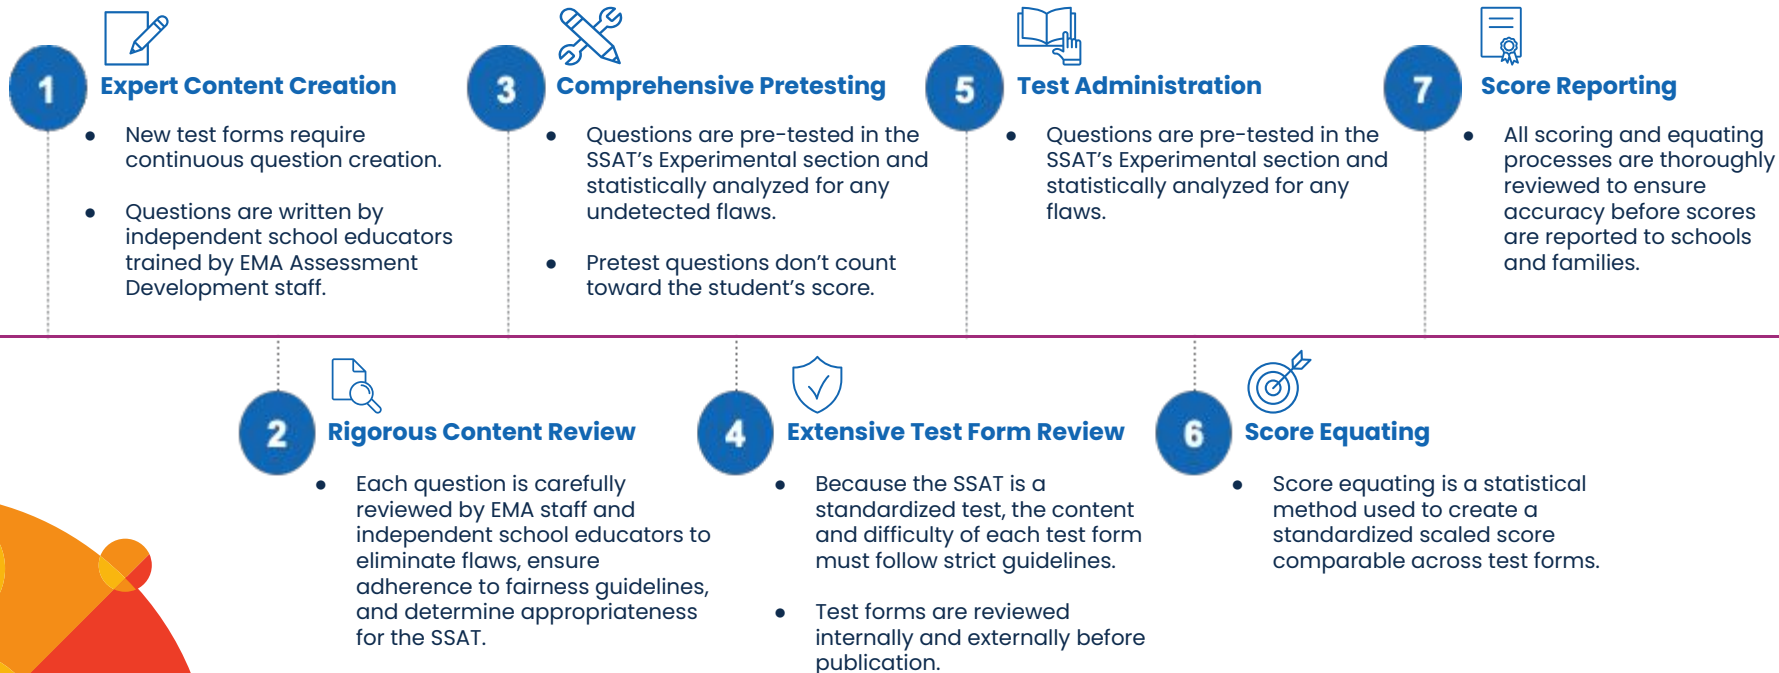 1
Expert Content Creation
● New test forms require
continuous question creation.
● Questions are written by
independent school educators
trained by EMA Assessment
Development staff.
2
Rigorous Content Review
● Each question is carefully
reviewed by EMA staff and
independent school educators to
eliminate flaws, ensure
adherence to fairness guidelines,
and determine appropriateness
for the SSAT.
3
Comprehensive Pretesting
● Questions are pre-tested in the
SSAT's Experimental section and
statistically analyzed for any
undetected flaws.
● Pretest questions don't count
toward the student's score.
4
Extensive Test Form Review
● Because the SSAT is a
standardized test, the content
and difficulty of each test form
must follow strict guidelines.
● Test forms are reviewed
internally and externally before
publication.
5
Test Administration
● Questions are pre-tested in the
SSAT's Experimental section and
statistically analyzed for any
flaws.
6
Score Equating
● Score equating is a statistical
method used to create a
standardized scaled score
comparable across test forms.
7
Score Reporting
● All scoring and equating
processes are thoroughly
reviewed to ensure
accuracy before scores
are reported to schools
and families.